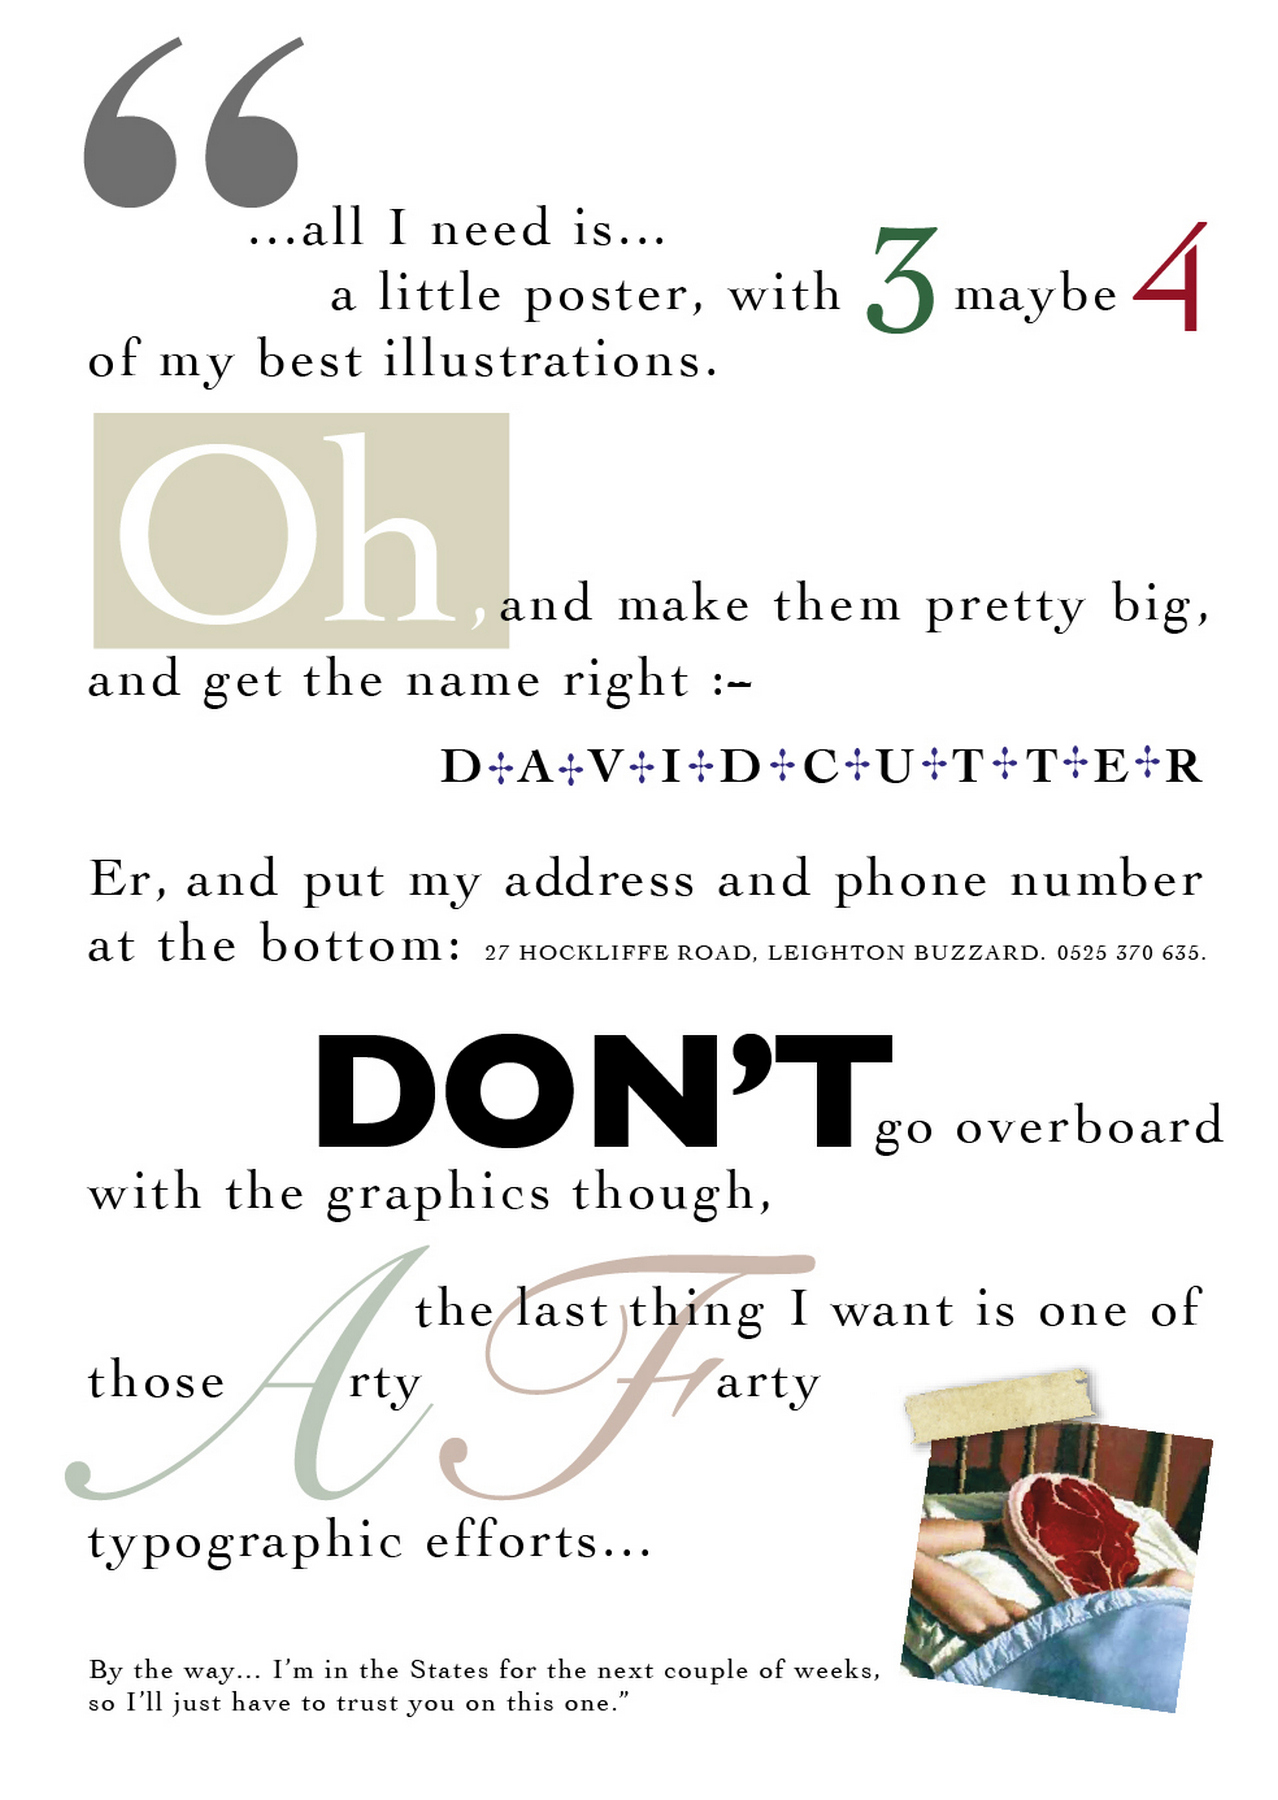 “...all I need is...
a little poster, with 3 maybe 4
of my best illustrations.
Oh, and make them pretty big,
and get the name right :–
D✣A✣V✣I✣D✣C✣U✣T✣T✣E✣R
Er, and put my address and phone number
at the bottom: 27 HOCKLIFFE ROAD, LEIGHTON BUZZARD. 0525 370 635.
DON’T go overboard
with the graphics though,
the last thing I want is one of
those Arty Farty
typographic efforts...
By the way... I’m in the States for the next couple of weeks,
so I’ll just have to trust you on this one.”